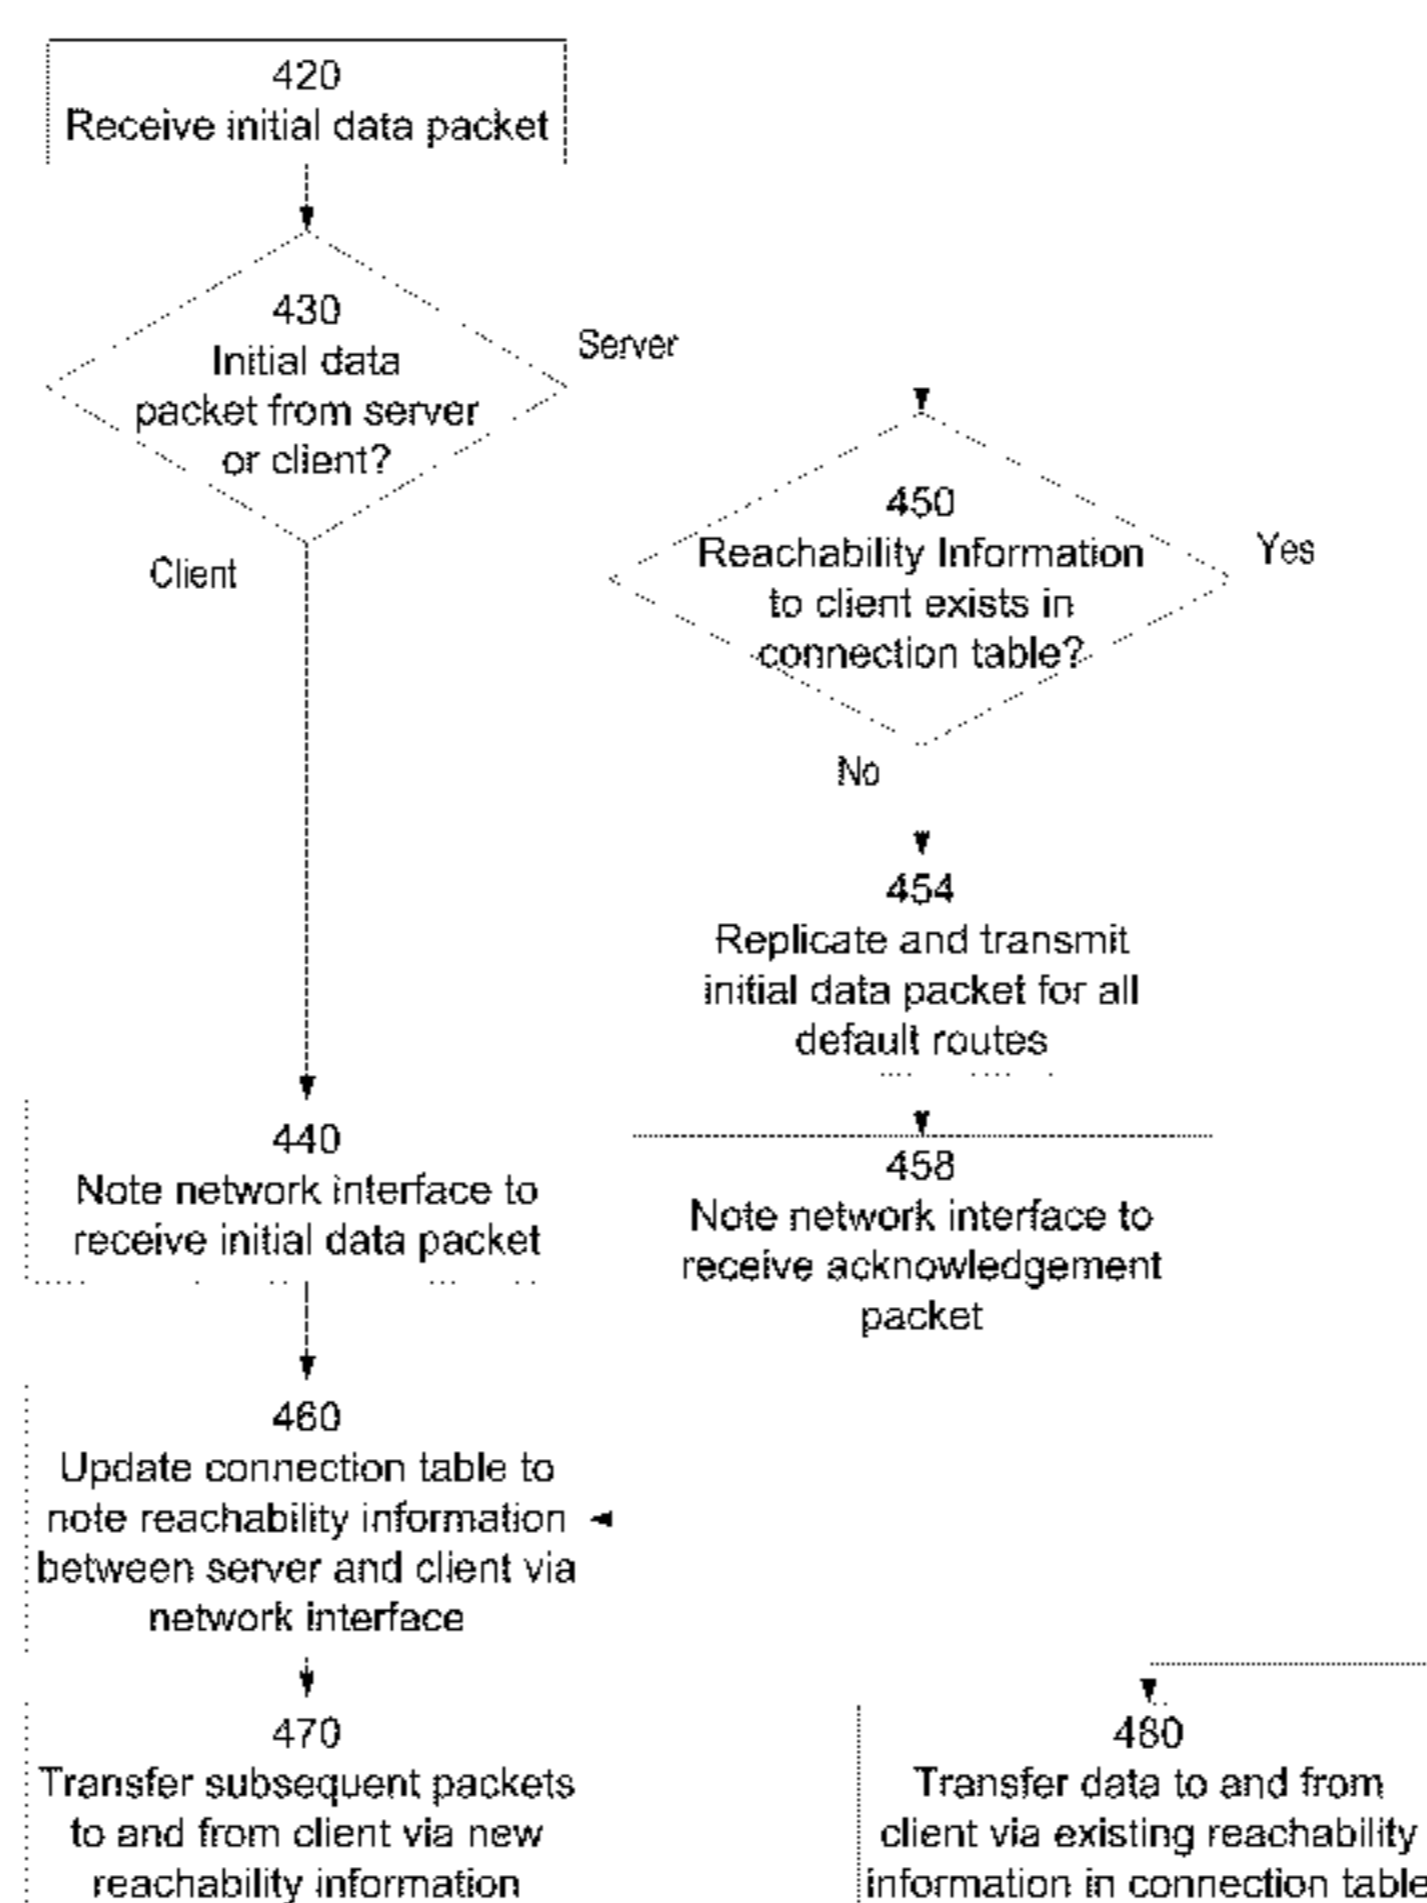 420
Receive initial data packet
430
Initial data
packet from server
or client?
Server
Client
450
Reachability Information
to client exists in
connection table?
Yes
No
454
Replicate and transmit
initial data packet for all
default routes
440
Note network interface to
receive initial data packet
458
Note network interface to
receive acknowledgement
packet
460
Update connection table to
note reachability information
between server and client via
network interface
470
Transfer subsequent packets
to and from client via new
reachability information
480
Transfer data to and from
client via existing reachability
information in connection table